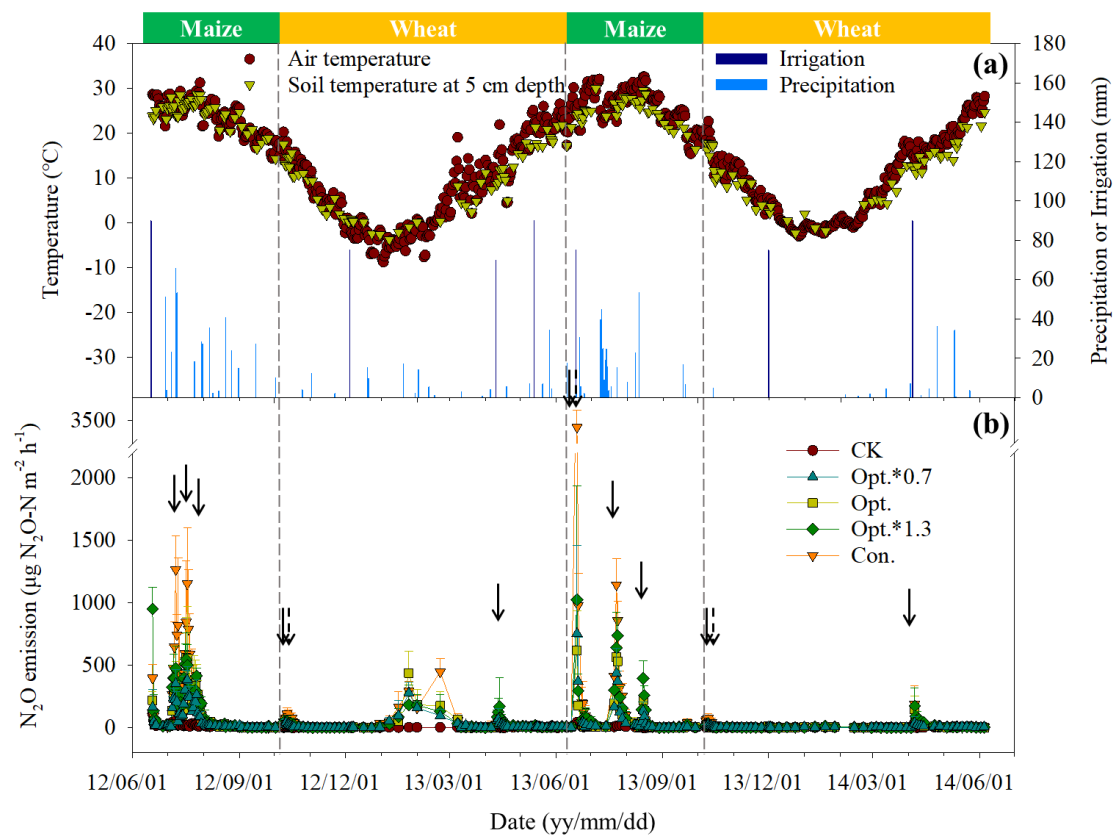 Maize Wheat Maize Wheat
(a)
Air temperature
Soil temperature at 5 cm depth
Irrigation
Precipitation
Temperature (°C)
40
30
20
10
0
-10
-20
-30
Precipitation or Irrigation (mm)
180
160
140
120
100
80
60
40
20
0
(b)
CK
Opt.*0.7
Opt.
Opt.*1.3
Con.
N₂O emission (μg N₂O-N m⁻² h⁻¹)
3500
2000
1500
1000
500
0
12/06/01 12/09/01 12/12/01 13/03/01 13/06/01 13/09/01 13/12/01 14/03/01 14/06/01
Date (yy/mm/dd)